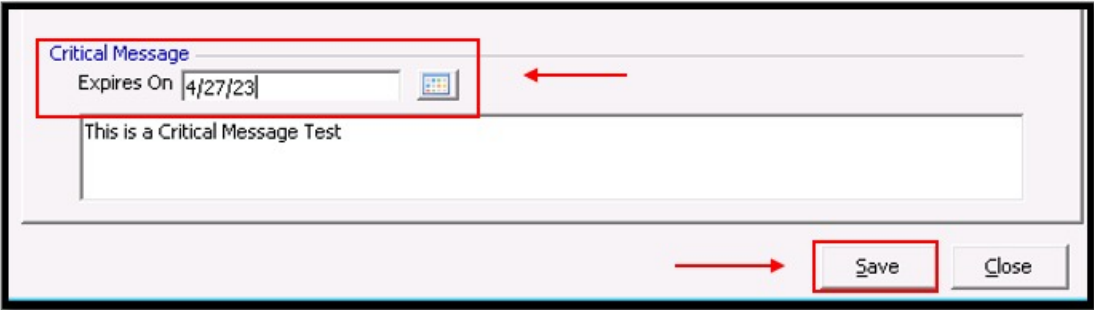 Critical Message
Expires On 4/27/23
This is a Critical Message Test
Save Close